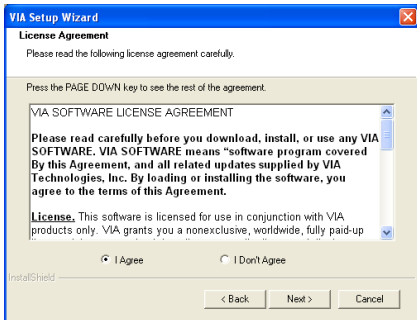 VIA Setup Wizard
License Agreement
Please read the following license agreement carefully.
Press the PAGE DOWN key to see the rest of the agreement.
VIA SOFTWARE LICENSE AGREEMENT
Please read carefully before you download, install, or use any VIA
SOFTWARE. VIA SOFTWARE means "software program covered
By this Agreement, and all related updates supplied by VIA
Technologies, Inc. By loading or installing the software, you
agree to the terms of this Agreement.
License. This software is licensed for use in conjunction with VIA
products only. VIA grants you a nonexclusive, worldwide, fully paid-up
I Agree
I Don't Agree
InstallShield
< Back
Next >
Cancel